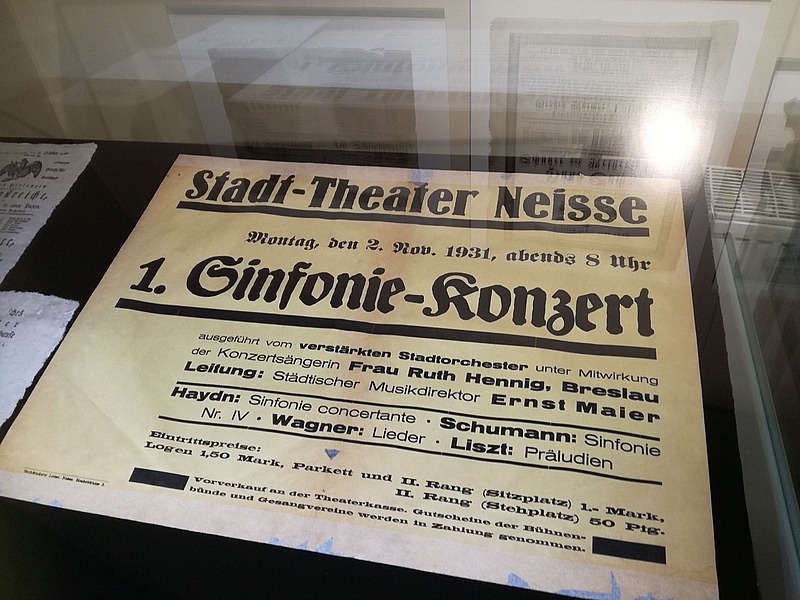 Stadt-Theater Neisse
Montag, den 2. Nov. 1931, abends 8 Uhr
1. Sinfonie-Konzert
ausgeführt vom verstärkten Stadtorchester unter Mitwirkung
der Konzertsängerin Frau Ruth Hennig, Breslau
Leitung: Städtischer Musikdirektor Ernst Maier
Haydn: Sinfonie concertante · Schumann: Sinfonie
Nr. IV · Wagner: Lieder · Liszt: Präludien
Eintrittspreise:
Logen 1,50 Mark, Parkett und II. Rang (Sitzplatz) 1.- Mark,
II. Rang (Stehplatz) 50 Pfg.
Vorverkauf an der Theaterkasse. Gutscheine der Bühnen-
bünde und Gesangvereine werden in Zahlung genommen.